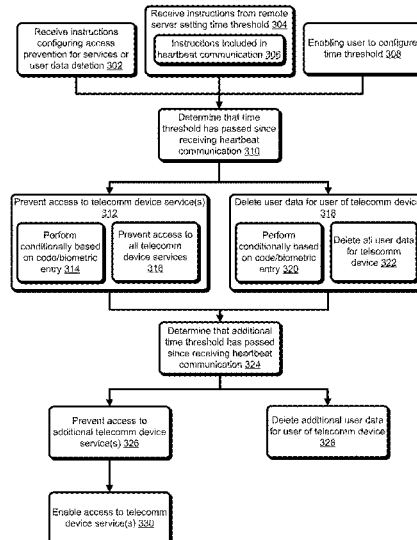 Receive instructions
configuring access
prevention for services or
user data deletion 302
Receive instructions from remote
server setting time threshold 304
Instructions included in
heartbeat communication 306
Enabling user to configure
time threshold 308
Determine that time
threshold has passed since
receiving heartbeat
communication 310
Prevent access to telecomm device service(s)
312
Perform
conditionally based
on code/biometric
entry 314
Prevent access to
all telecomm
device services
316
Delete user data for user of telecomm device
318
Perform
conditionally based
on code/biometric
entry 320
Delete all user data
for telecomm
device 322
Determine that additional
time threshold has passed
since receiving heartbeat
communication 324
Prevent access to
additional telecomm device
service(s) 326
Delete additional user data
for user of telecomm device
328
Enable access to telecomm
device service(s) 330